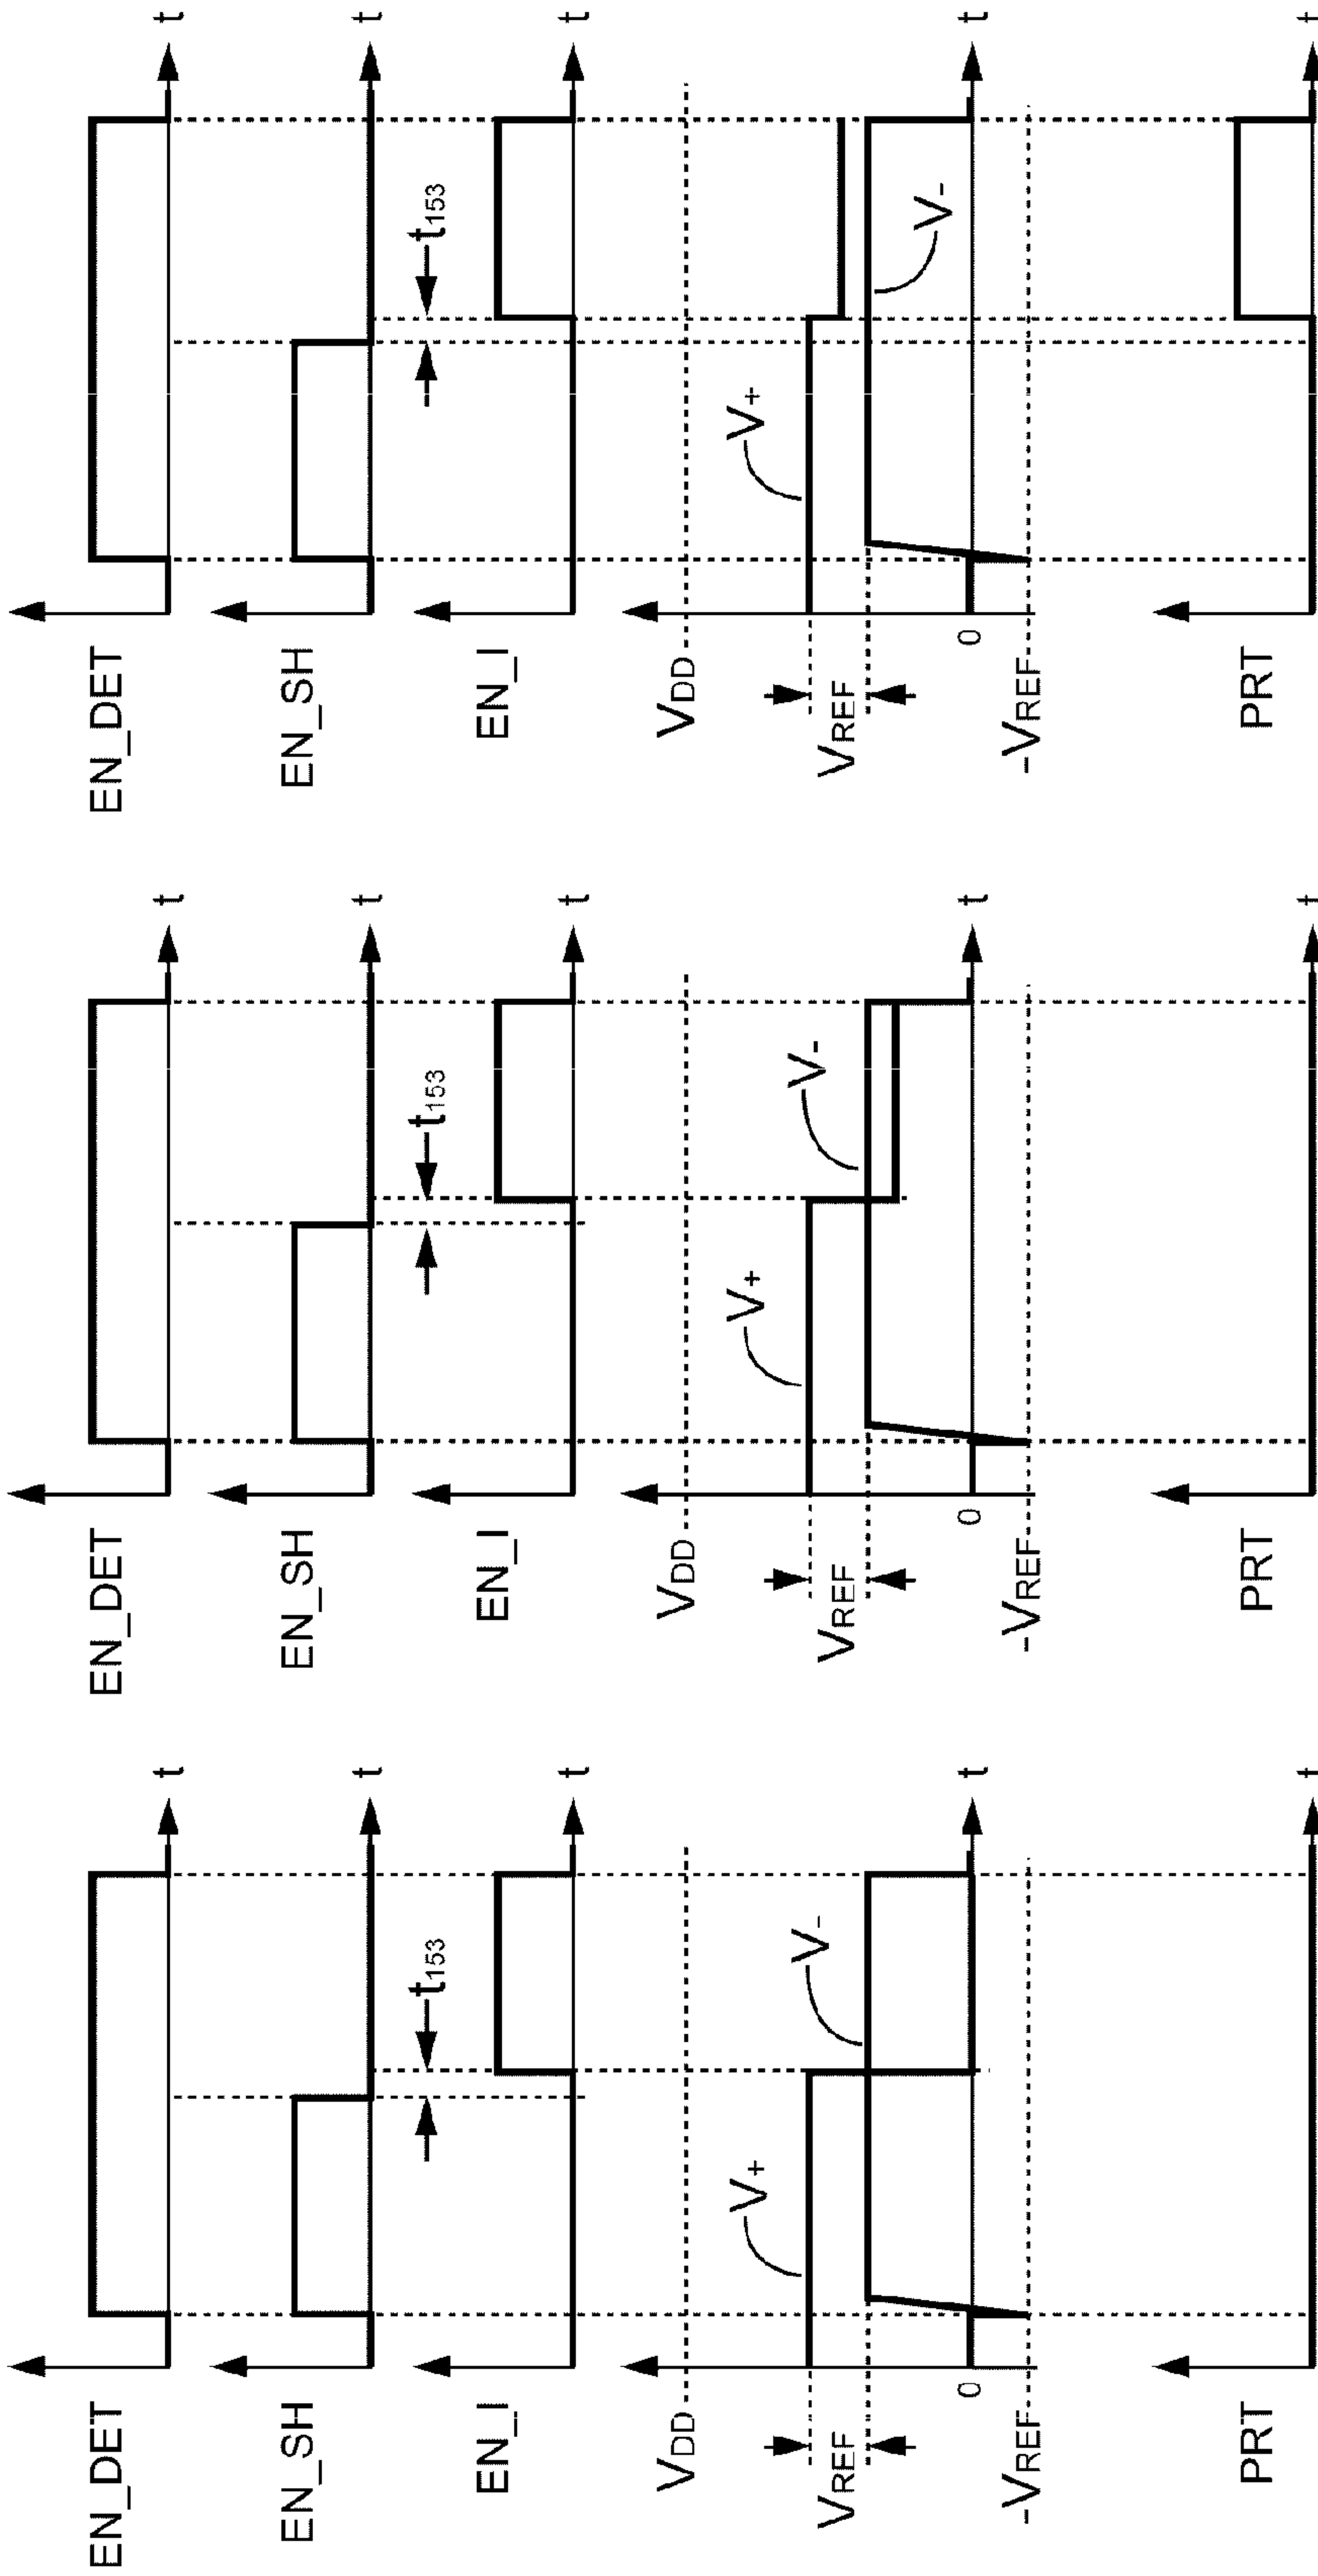 EN_DET
t
EN_SH
t
t153
EN_I
t
VDD
V+
V-
VREF
0
t
-VREF
PRT
t
EN_DET
t
EN_SH
t
t153
EN_I
t
VDD
V+
V-
VREF
0
t
-VREF
PRT
t
EN_DET
t
EN_SH
t
t153
EN_I
t
VDD
V+
VREF
V-
0
t
-VREF
PRT
t